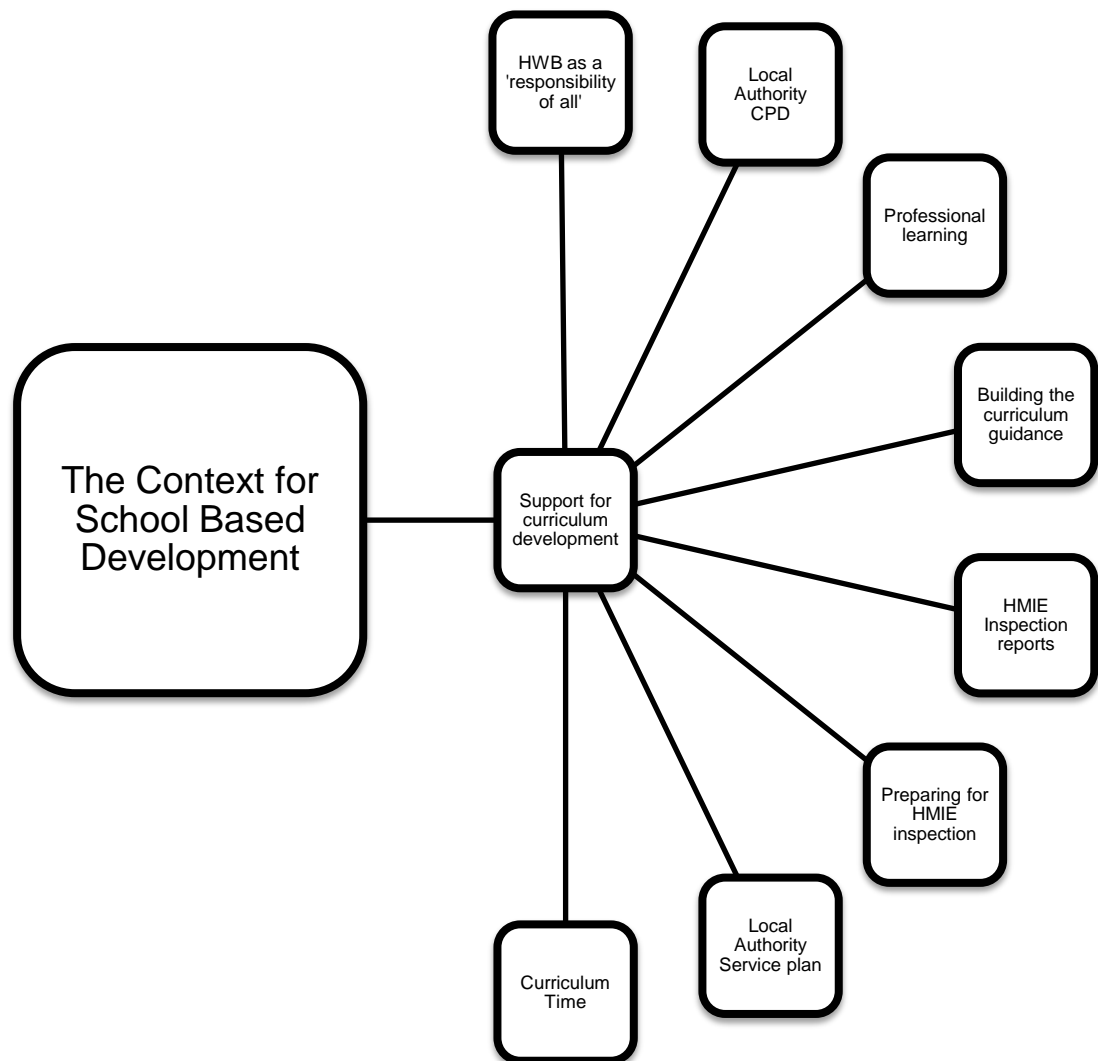 The Context for
School Based
Development
Support for
curriculum
development
HWB as a
'responsibility
of all'
Local
Authority
CPD
Professional
learning
Building the
curriculum
guidance
HMIE
Inspection
reports
Preparing for
HMIE
inspection
Local
Authority
Service plan
Curriculum
Time